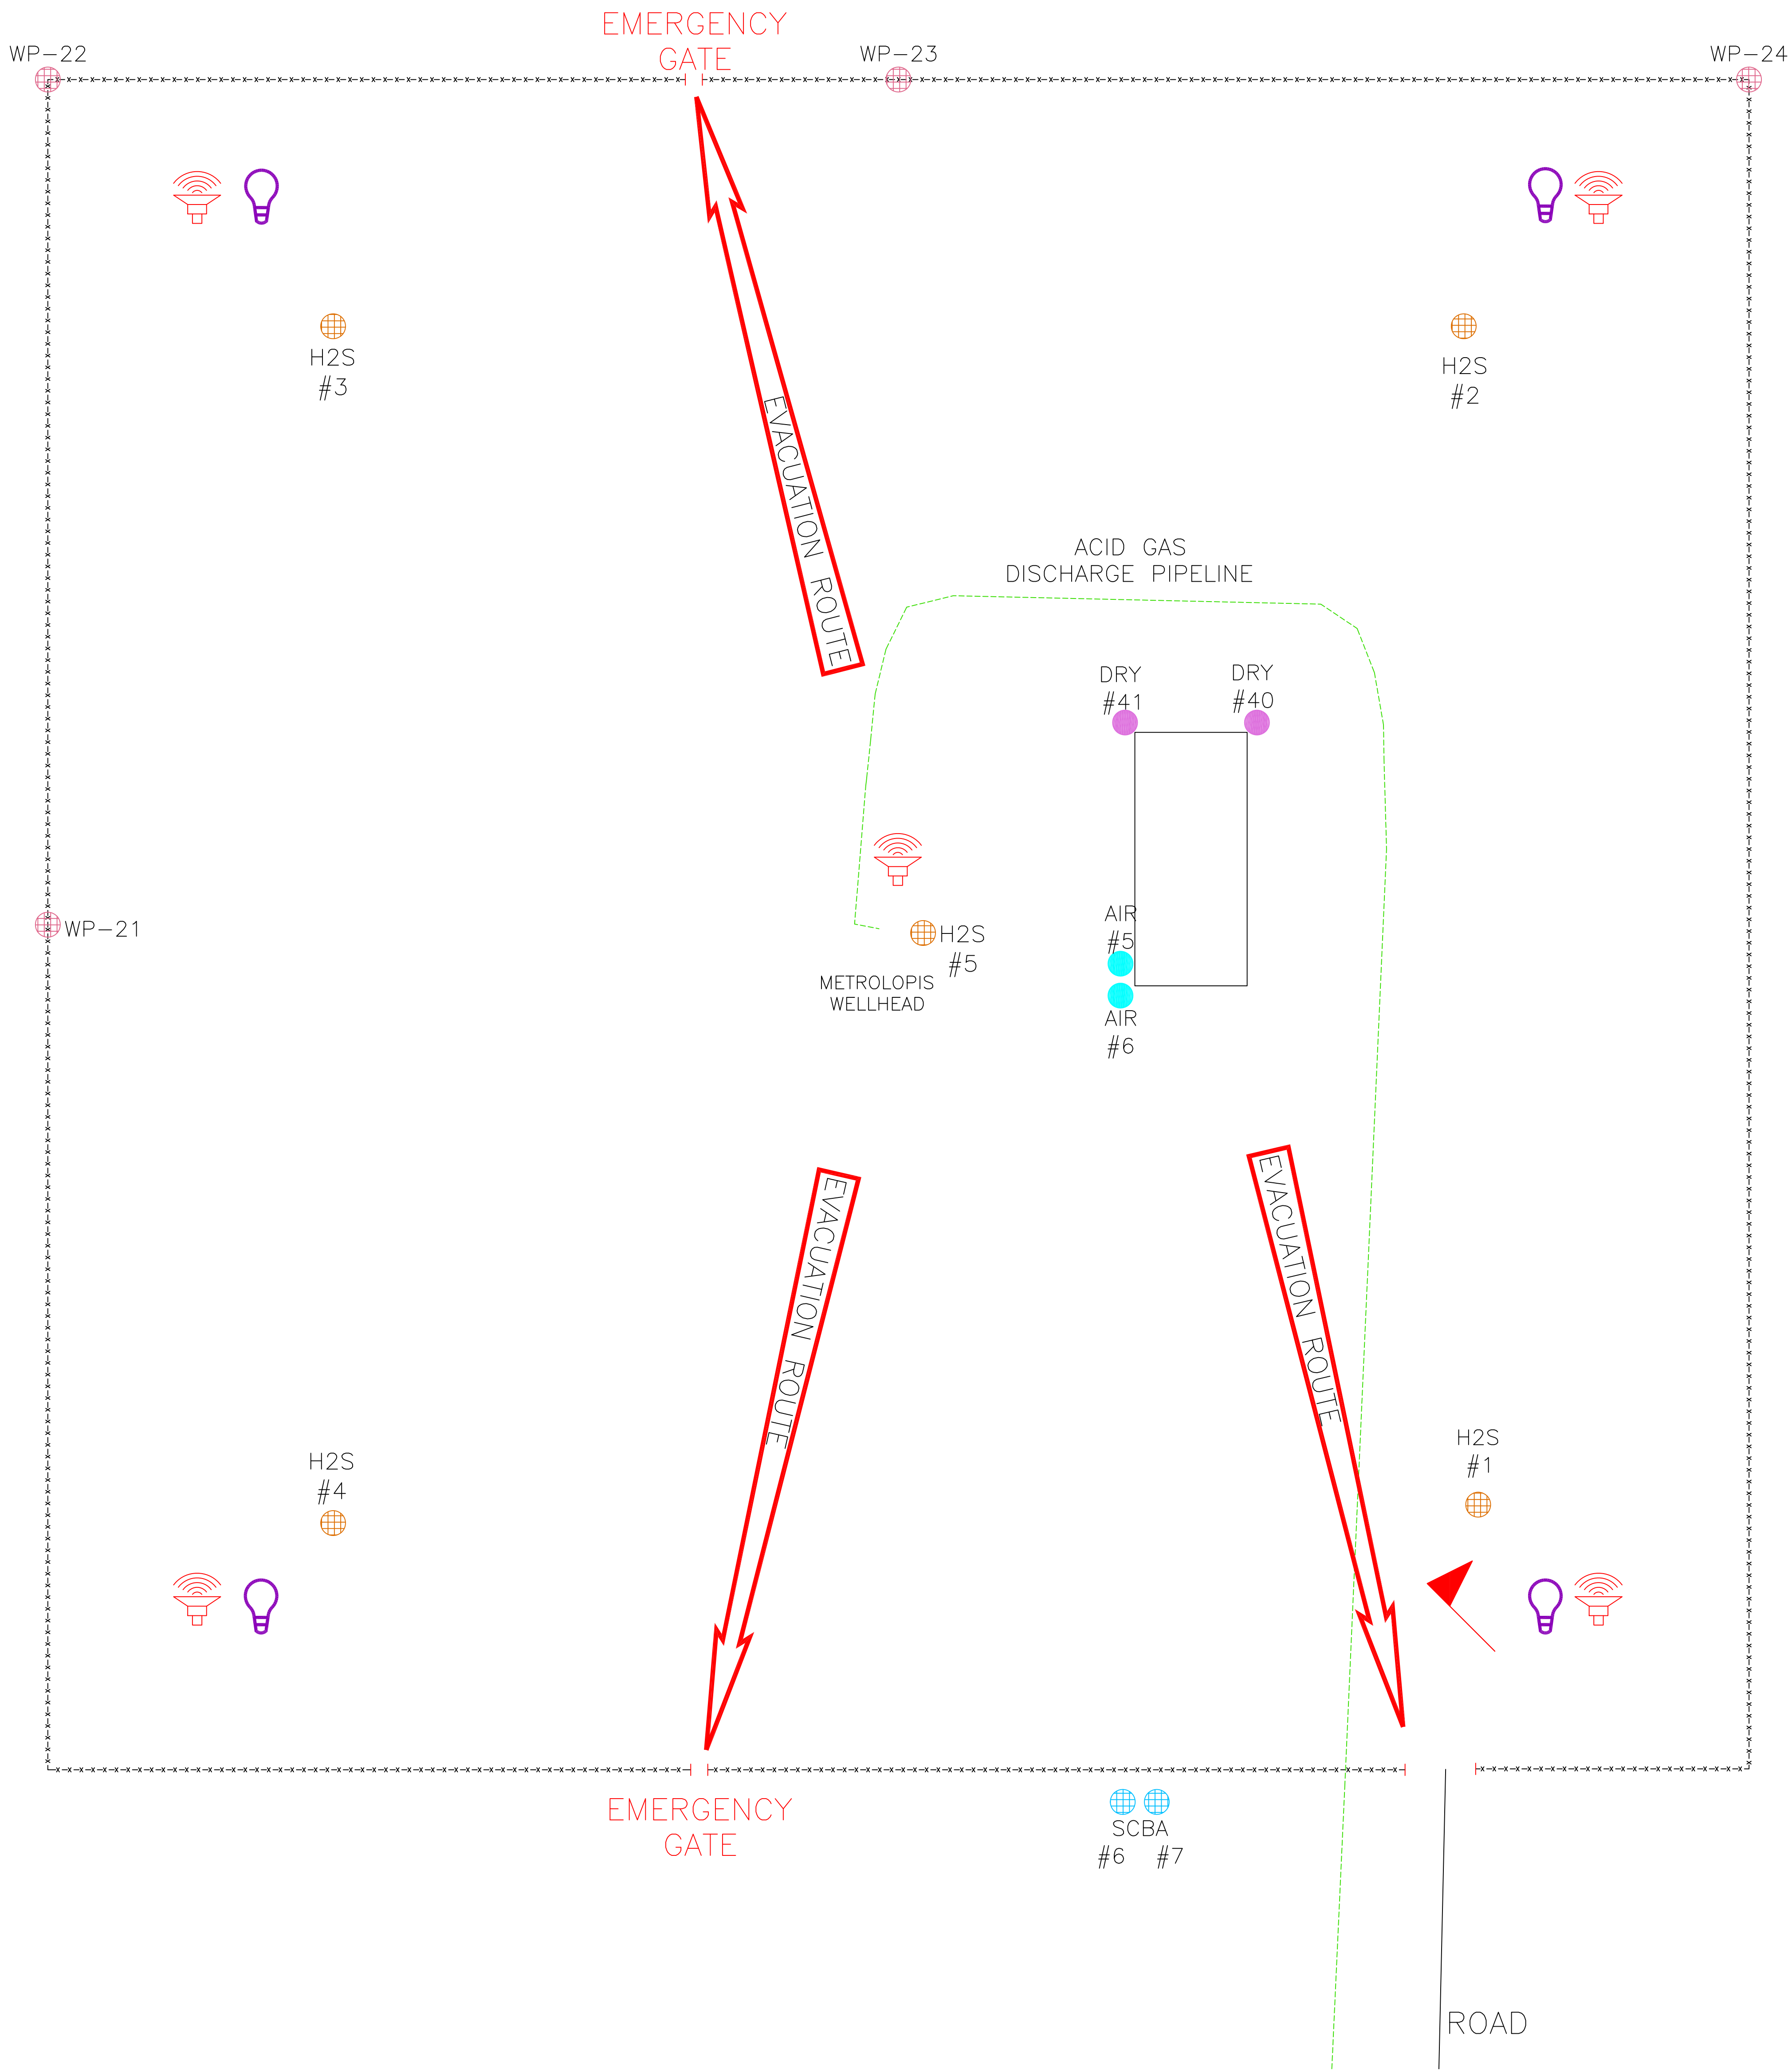 EMERGENCY
GATE
WP-22
WP-23
WP-24
H2S
#3
H2S
#2
EVACUATION ROUTE
ACID GAS
DISCHARGE PIPELINE
DRY
#41
DRY
#40
AIR
#5
WP-21
H2S
#5
METROLOPIS
WELLHEAD
AIR
#6
EVACUATION ROUTE
EVACUATION ROUTE
H2S
#1
H2S
#4
EMERGENCY
GATE
SCBA
#6 #7
ROAD